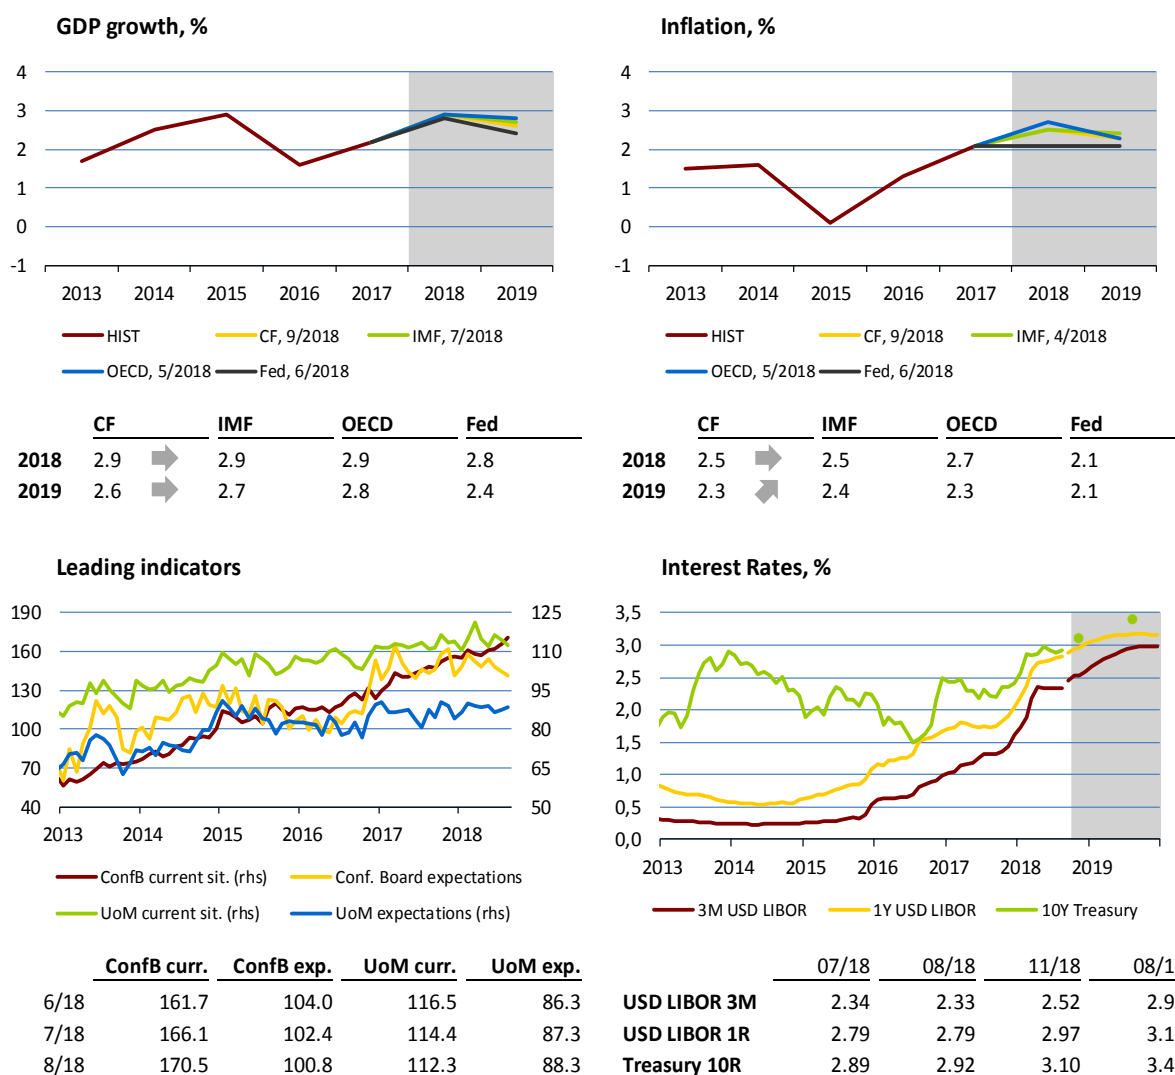 GDP growth, %
4
3
2
1
0
-1
2013 2014 2015 2016 2017 2018 2019
HIST CF, 9/2018 IMF, 7/2018
OECD, 5/2018 Fed, 6/2018
CF IMF OECD Fed
2018 2.9 2.9 2.9 2.8
2019 2.6 2.7 2.8 2.4
Inflation, %
4
3
2
1
0
-1
2013 2014 2015 2016 2017 2018 2019
HIST CF, 9/2018 IMF, 4/2018
OECD, 5/2018 Fed, 6/2018
CF IMF OECD Fed
2018 2.5 2.5 2.7 2.1
2019 2.3 2.4 2.3 2.1
Leading indicators
190 125
160 110
130 95
100 80
70 65
40 50
2013 2014 2015 2016 2017 2018
ConfB current sit. (rhs) Conf. Board expectations
UoM current sit. (rhs) UoM expectations (rhs)
ConfB curr. ConfB exp. UoM curr. UoM exp.
6/18 161.7 104.0 116.5 86.3
7/18 166.1 102.4 114.4 87.3
8/18 170.5 100.8 112.3 88.3
Interest Rates, %
3,5
3,0
2,5
2,0
1,5
1,0
0,5
0,0
2013 2014 2015 2016 2017 2018 2019
3M USD LIBOR 1Y USD LIBOR 10Y Treasury
07/18 08/18 11/18 08/1
USD LIBOR 3M 2.34 2.33 2.52 2.9
USD LIBOR 1R 2.79 2.79 2.97 3.1
Treasury 10R 2.89 2.92 3.10 3.4